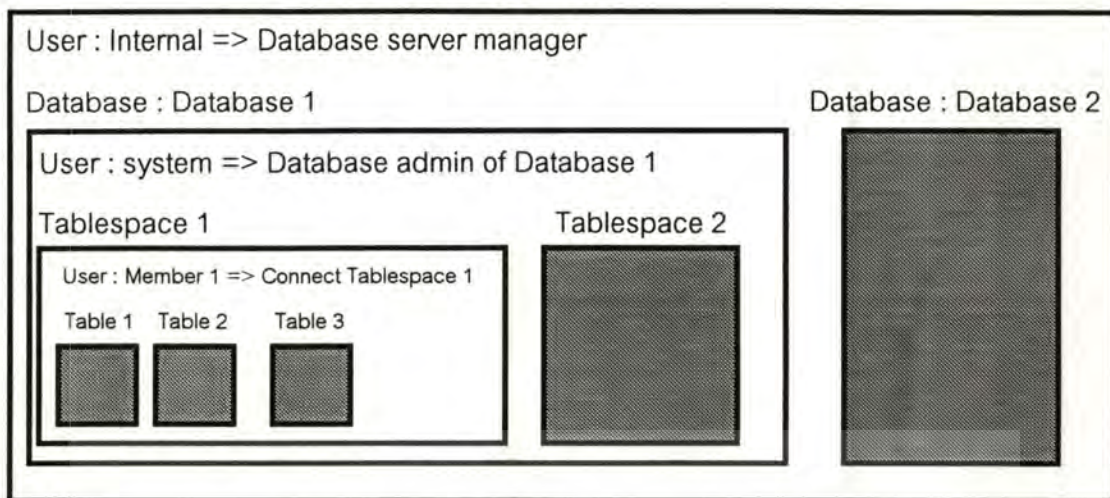 User : Internal => Database server manager
Database : Database 1
Database : Database 2
User : system => Database admin of Database 1
Tablespace 1
Tablespace 2
User : Member 1 => Connect Tablespace 1
Table 1
Table 2
Table 3